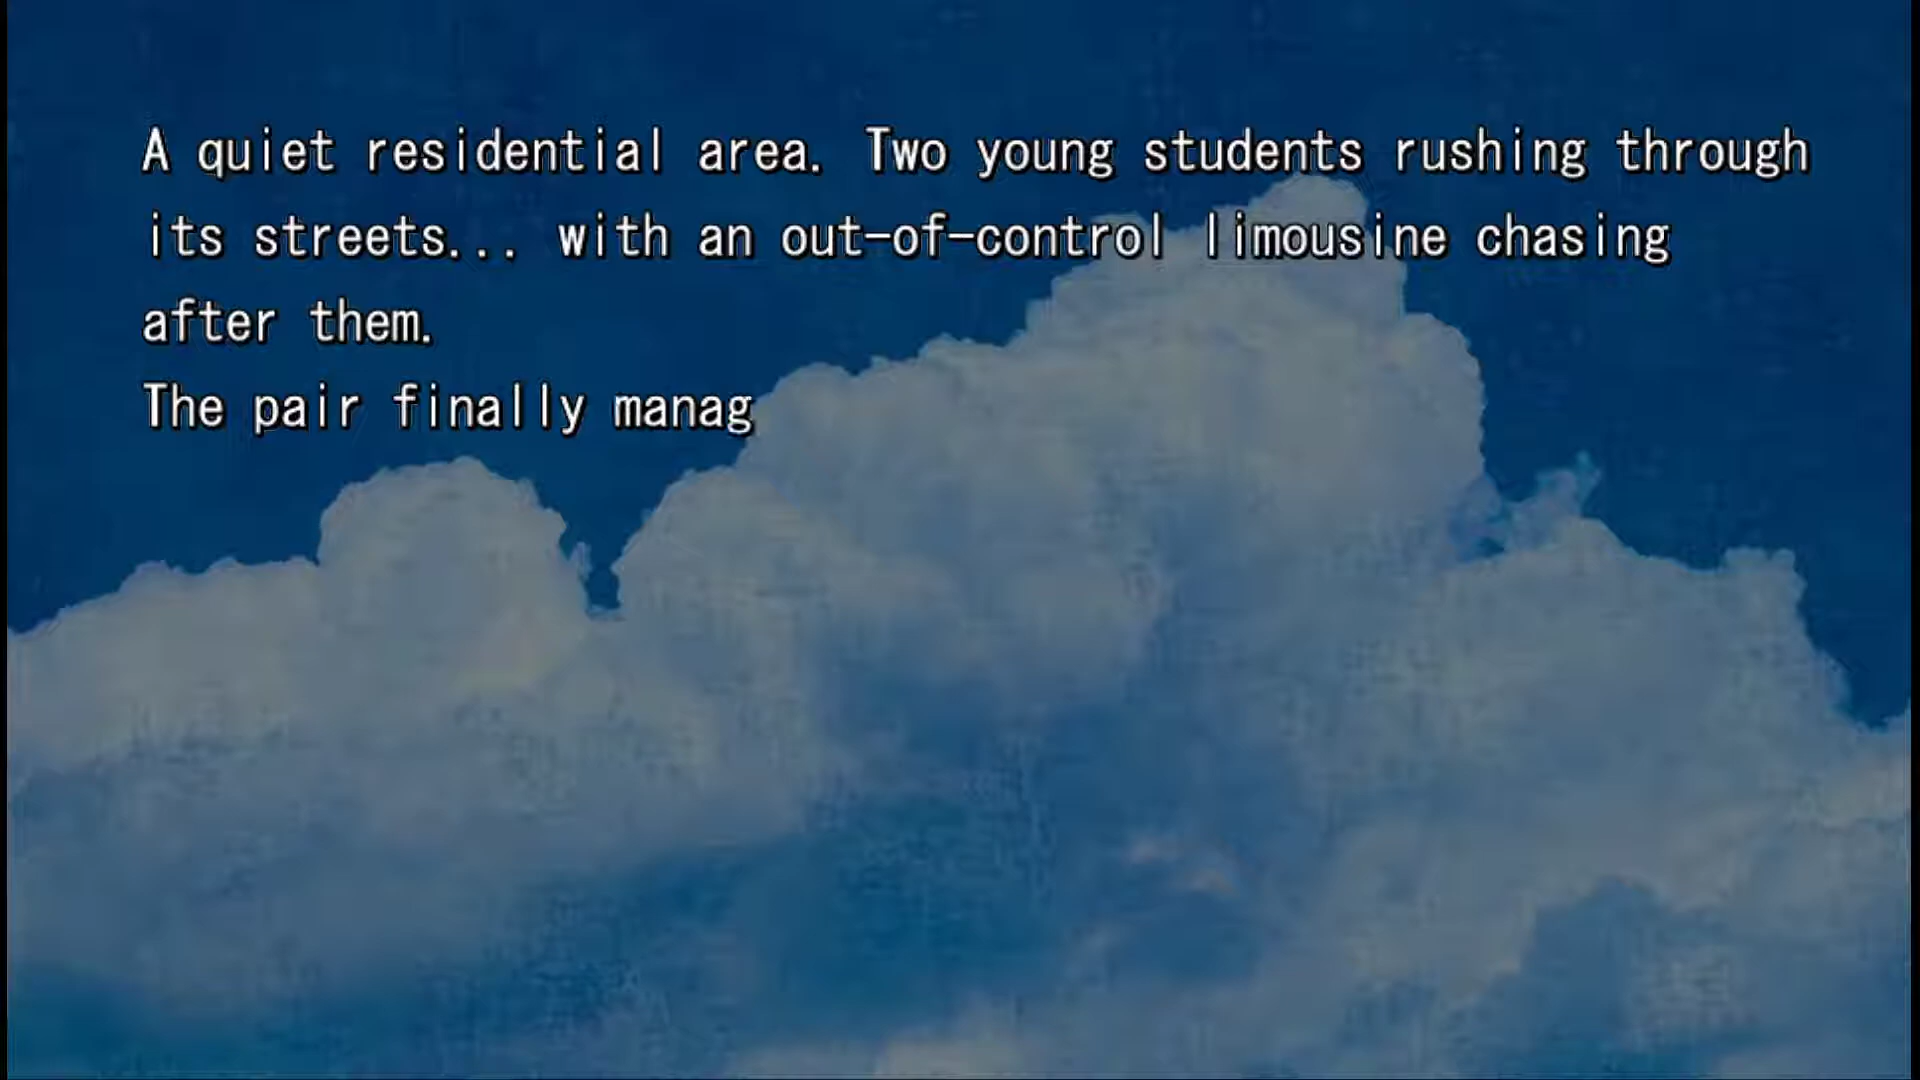 A quiet residential area. Two young students rushing through
its streets... with an out-of-control limousine chasing
after them.
The pair finally manag